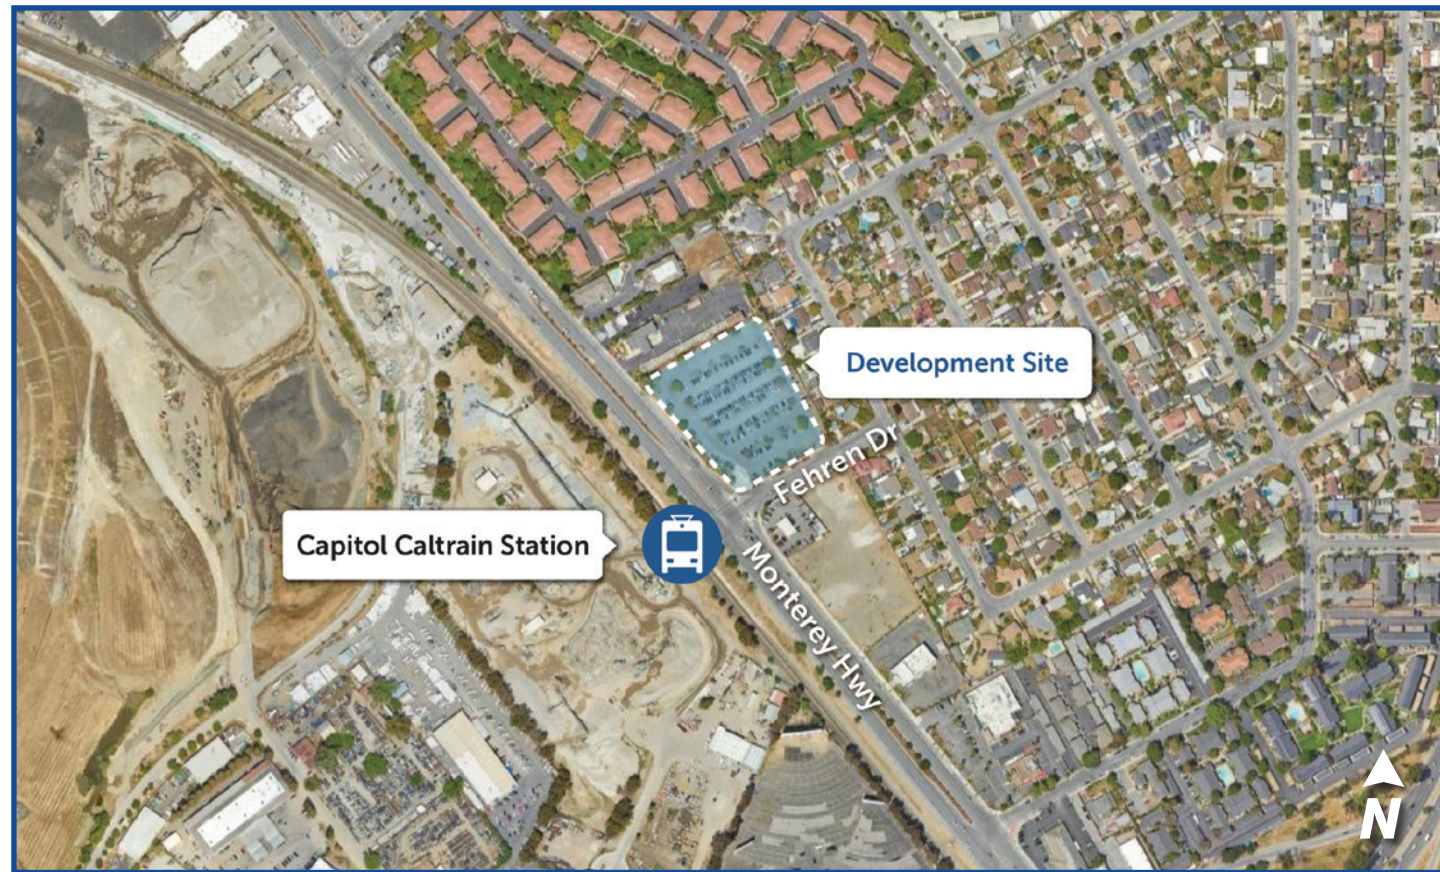 Development Site
Fehren Dr
Capitol Caltrain Station
Monterey Hwy
N